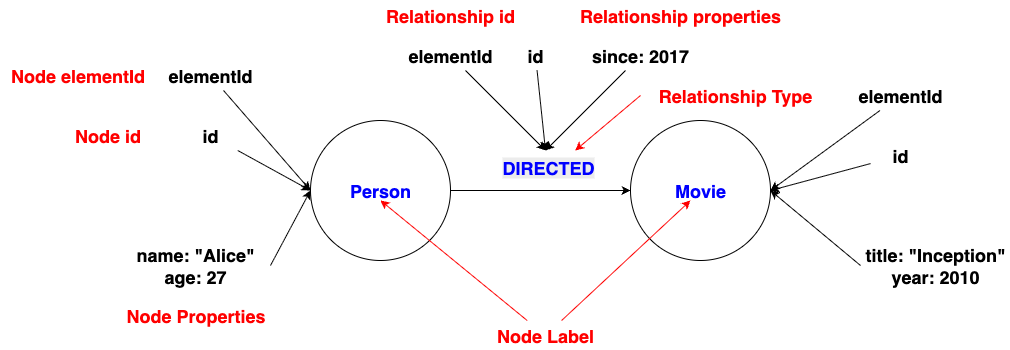 Relationship id
Relationship properties
elementId
id
since: 2017
Node elementId
elementId
Relationship Type
elementId
Node id
id
id
DIRECTED
Person
Movie
name: "Alice"
age: 27
title: "Inception"
year: 2010
Node Properties
Node Label